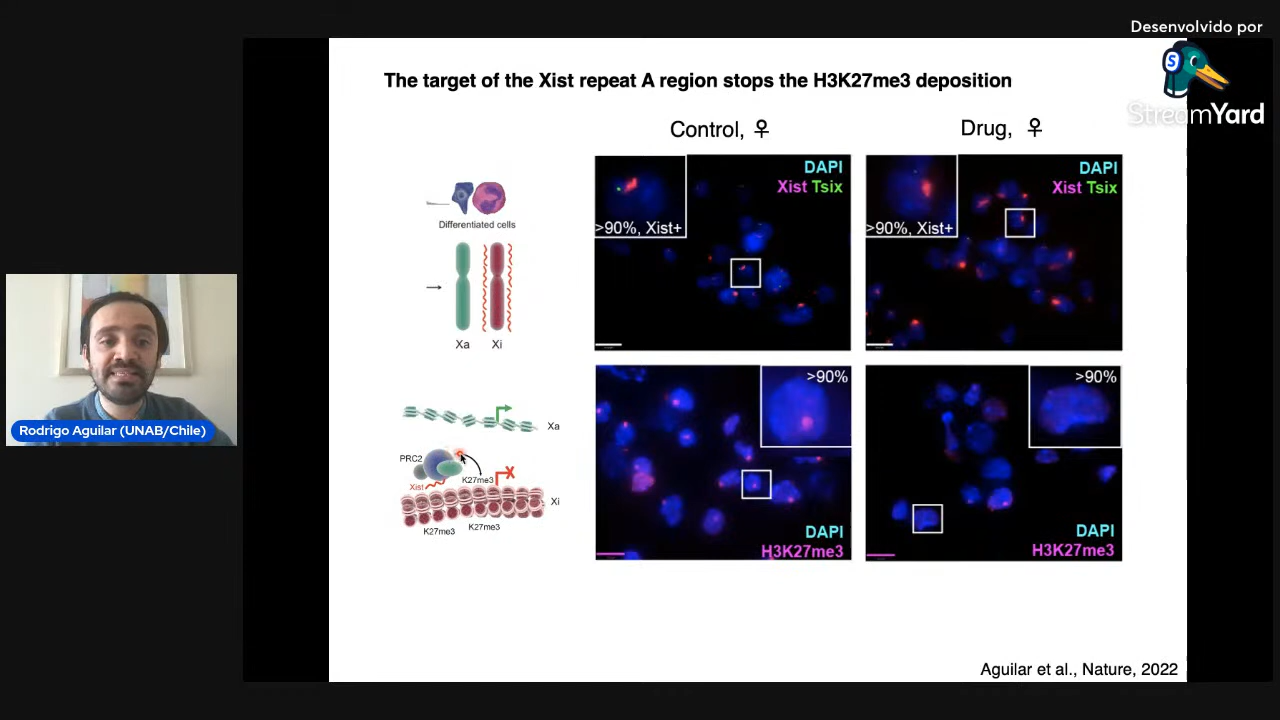 Desenvolvido por
StreamYard
The target of the Xist repeat A region stops the H3K27me3 deposition
Control, ♀
Drug, ♀
DAPI
Xist Tsix
>90%, Xist+
DAPI
Xist Tsix
>90%, Xist+
Differentiated cells
Xa
Xi
Xa
PRC2
Xist
K27me3
Xi
K27me3
K27me3
>90%
DAPI
H3K27me3
>90%
DAPI
H3K27me3
Rodrigo Aguilar (UNAB/Chile)
Aguilar et al., Nature, 2022